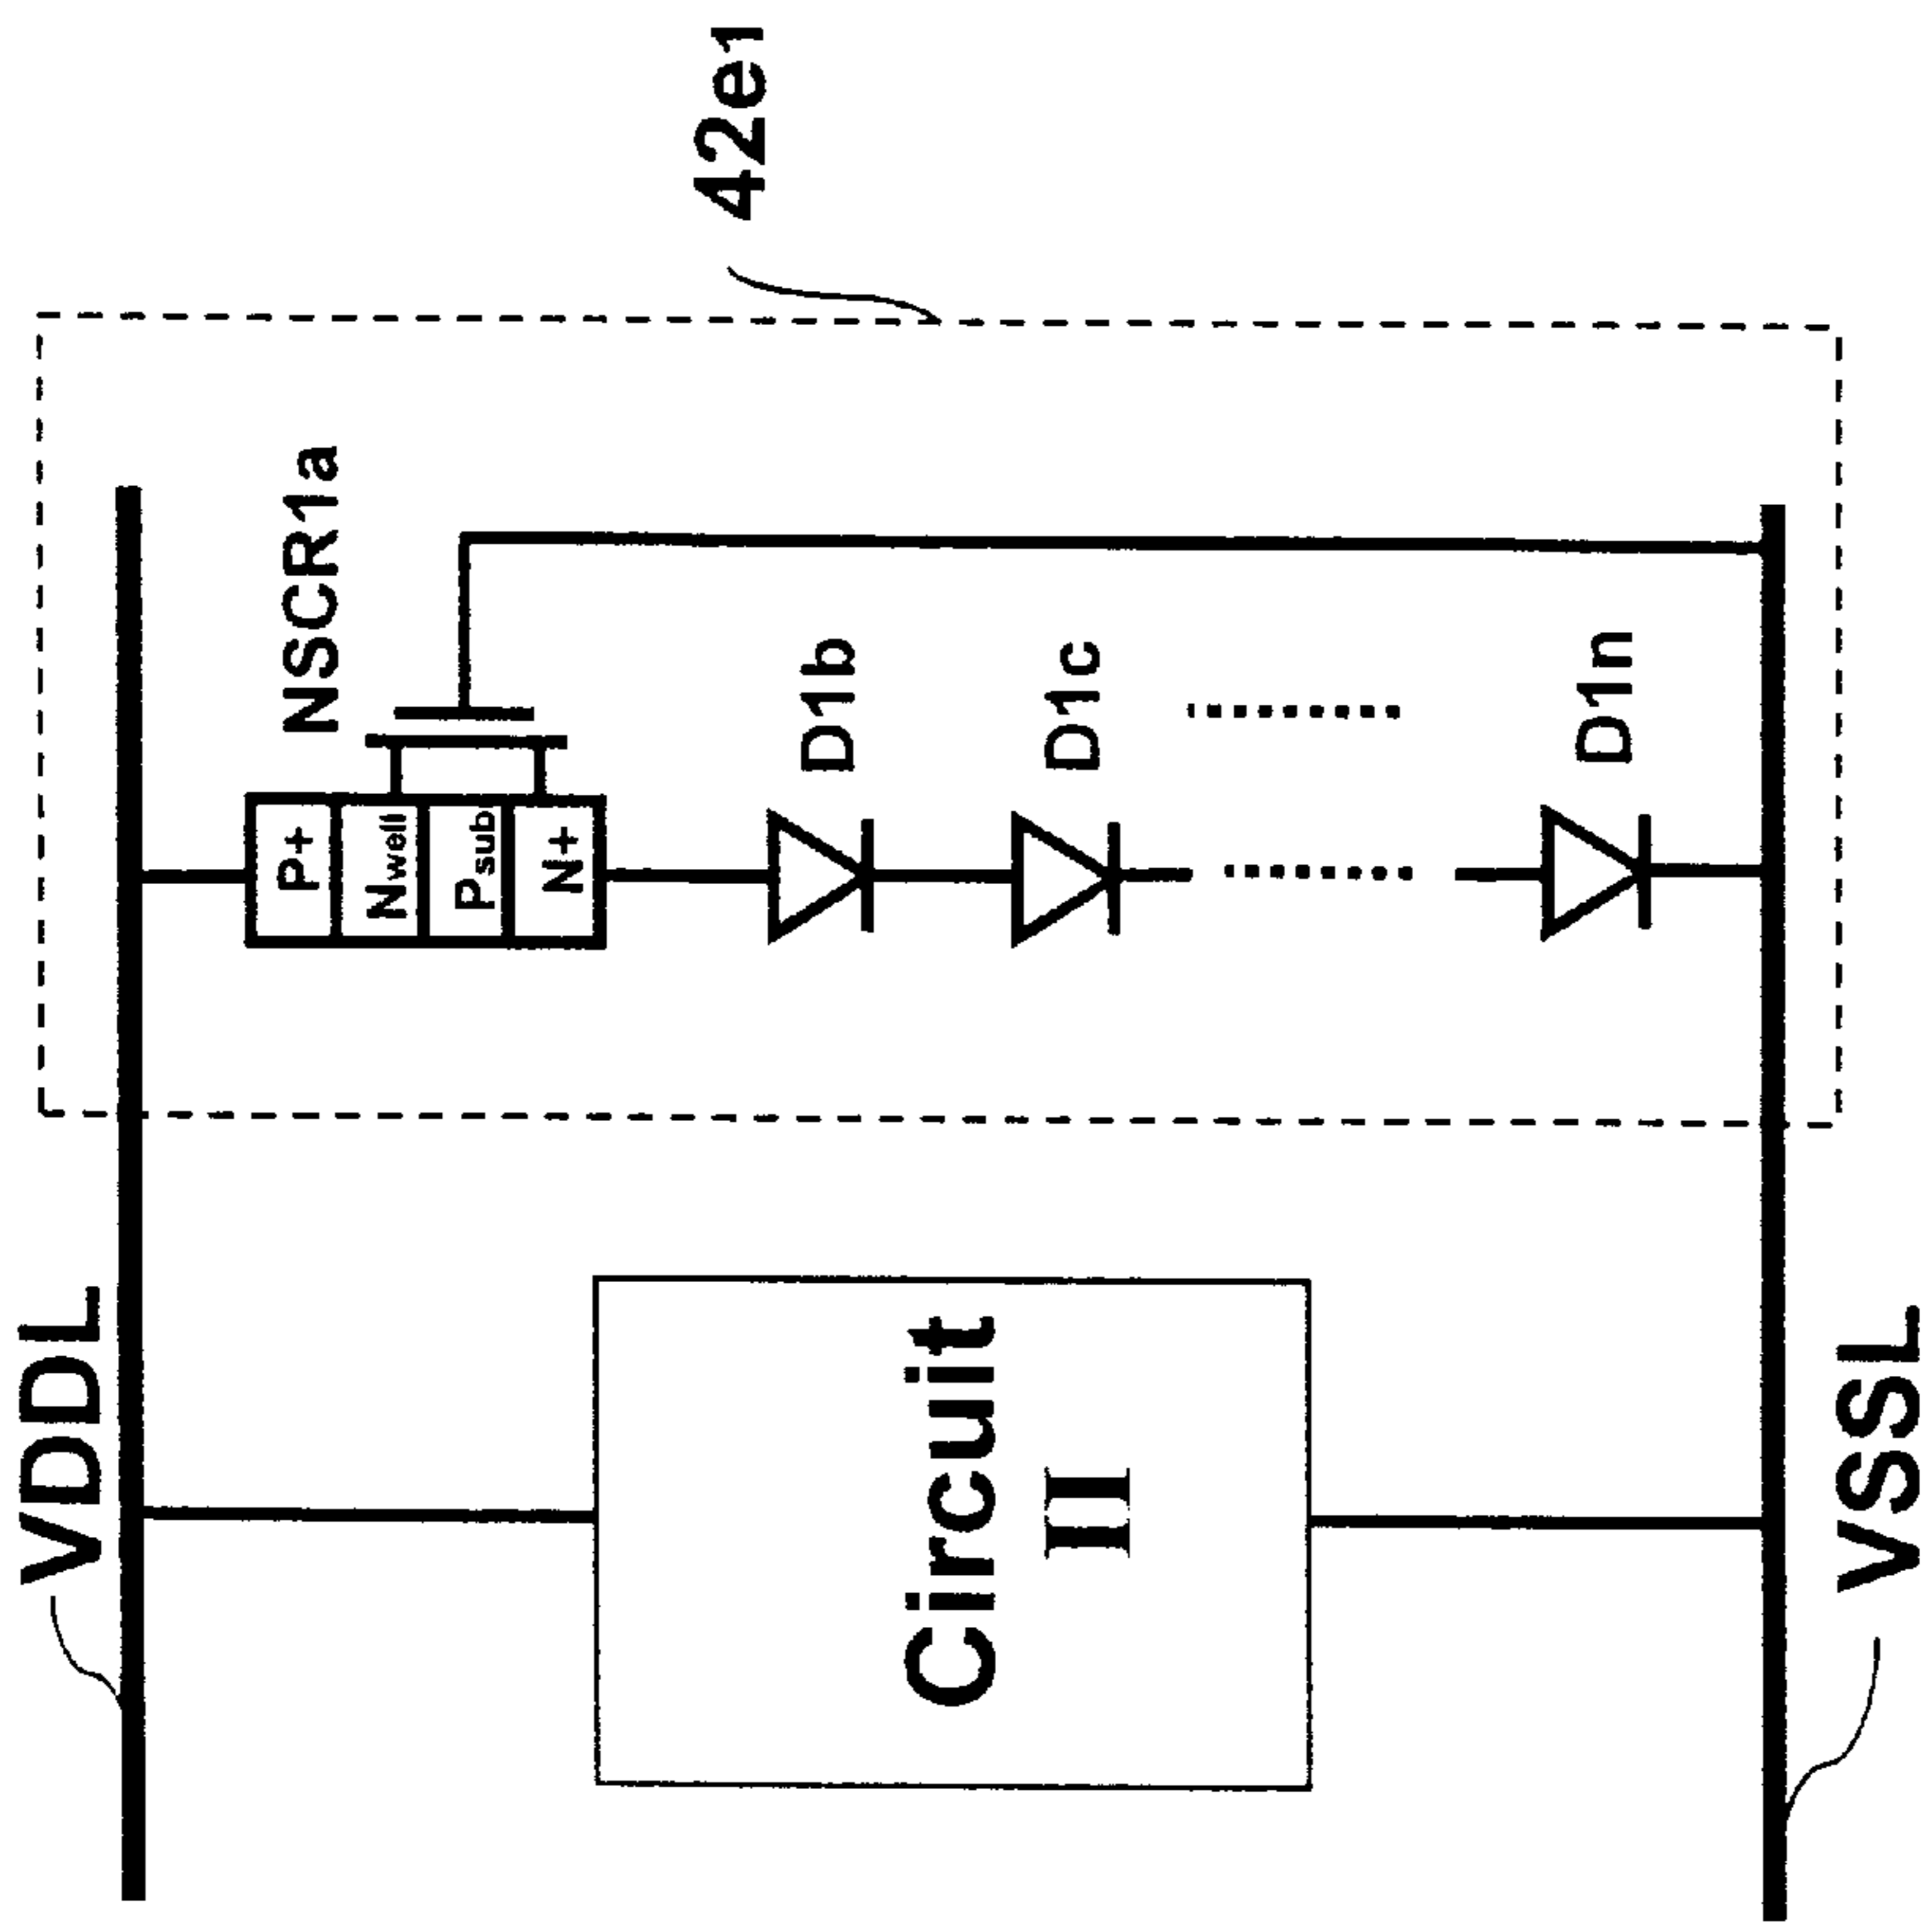 VDDL
Circuit
II
VSSL
NSCR1a
P+
Nwell
Psub
N+
D1b
D1c
D1n
42e1